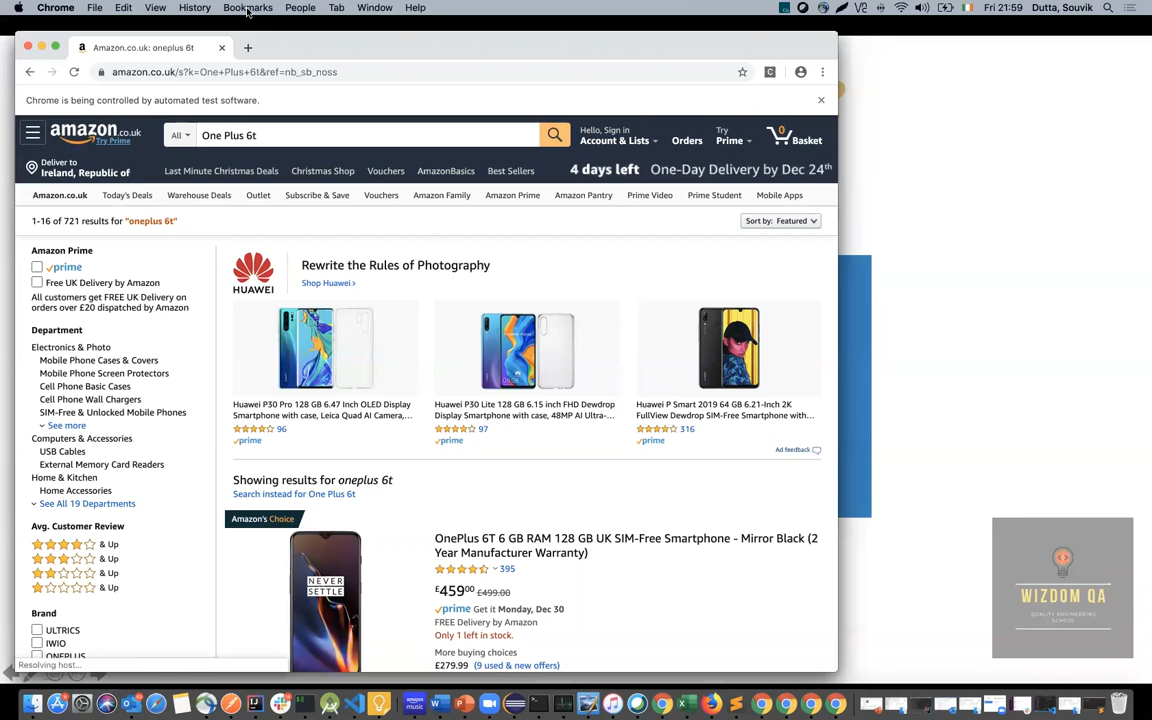 Chrome File Edit View History Bookmarks People Tab Window Help V2 Fri 21:59 Dutta, Souvik
Amazon.co.uk: oneplus 6t
amazon.co.uk/s?k=One+Plus+6t&ref=nb_sb_noss
Chrome is being controlled by automated test software.
amazon.co.uk
Try Prime
All
One Plus 6t
Hello, Sign in
Account & Lists
Orders
Try
Prime
0
Basket
Deliver to
Ireland, Republic of
Last Minute Christmas Deals Christmas Shop Vouchers AmazonBasics Best Sellers
4 days left One-Day Delivery by Dec 24th
Amazon.co.uk Today's Deals Warehouse Deals Outlet Subscribe & Save Vouchers Amazon Family Amazon Prime Amazon Pantry Prime Video Prime Student Mobile Apps
1-16 of 721 results for "oneplus 6t"
Sort by: Featured
Amazon Prime
prime
Free UK Delivery by Amazon
All customers get FREE UK Delivery on
orders over £20 dispatched by Amazon
Department
Electronics & Photo
Mobile Phone Cases & Covers
Mobile Phone Screen Protectors
Cell Phone Basic Cases
Cell Phone Wall Chargers
SIM-Free & Unlocked Mobile Phones
See more
Computers & Accessories
USB Cables
External Memory Card Readers
Home & Kitchen
Home Accessories
See All 19 Departments
Avg. Customer Review
& Up
& Up
& Up
& Up
Brand
ULTRICS
IWIO
ONEPLUS
Resolving host...
HUAWEI
Rewrite the Rules of Photography
Shop Huawei ›
Huawei P30 Pro 128 GB 6.47 Inch OLED Display
Smartphone with case, Leica Quad AI Camera,...
96
prime
Huawei P30 Lite 128 GB 6.15 inch FHD Dewdrop
Display Smartphone with case, 48MP AI Ultra-...
97
prime
Huawei P Smart 2019 64 GB 6.21-Inch 2K
FullView Dewdrop SIM-Free Smartphone with...
316
prime
Ad feedback
Showing results for oneplus 6t
Search instead for One Plus 6t
Amazon's Choice
NEVER
SETTLE
OnePlus 6T 6 GB RAM 128 GB UK SIM-Free Smartphone - Mirror Black (2
Year Manufacturer Warranty)
395
£459.00 £499.00
prime Get it Monday, Dec 30
FREE Delivery by Amazon
Only 1 left in stock.
More buying choices
£279.99 (9 used & new offers)
WIZDOM QA
QUALITY ENGINEERING
SCHOOL
amazon
music